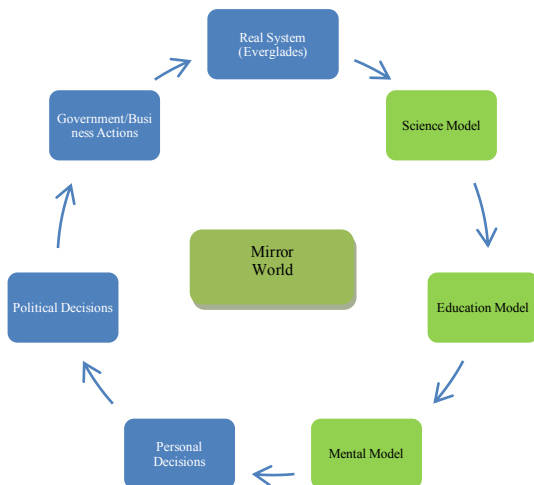 Real System
(Everglades)
Science Model
Education Model
Mental Model
Personal
Decisions
Political Decisions
Government/Busi
ness Actions
Mirror
World